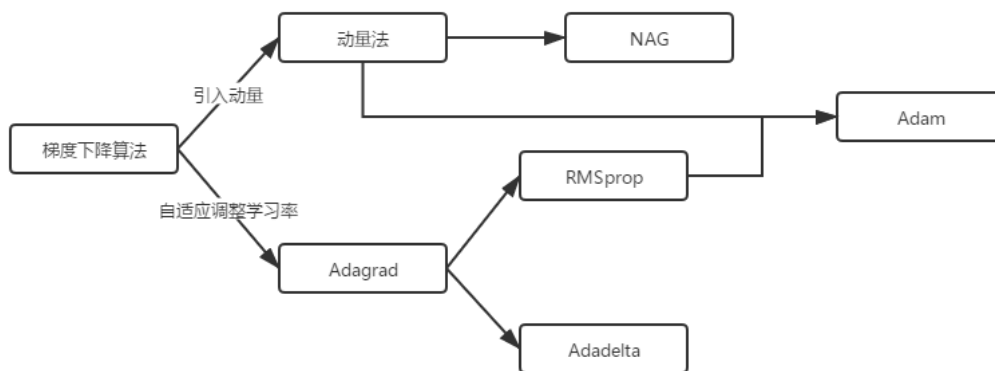 动量法
NAG
引入动量
Adam
梯度下降算法
RMSprop
自适应调整学习率
Adagrad
Adadelta